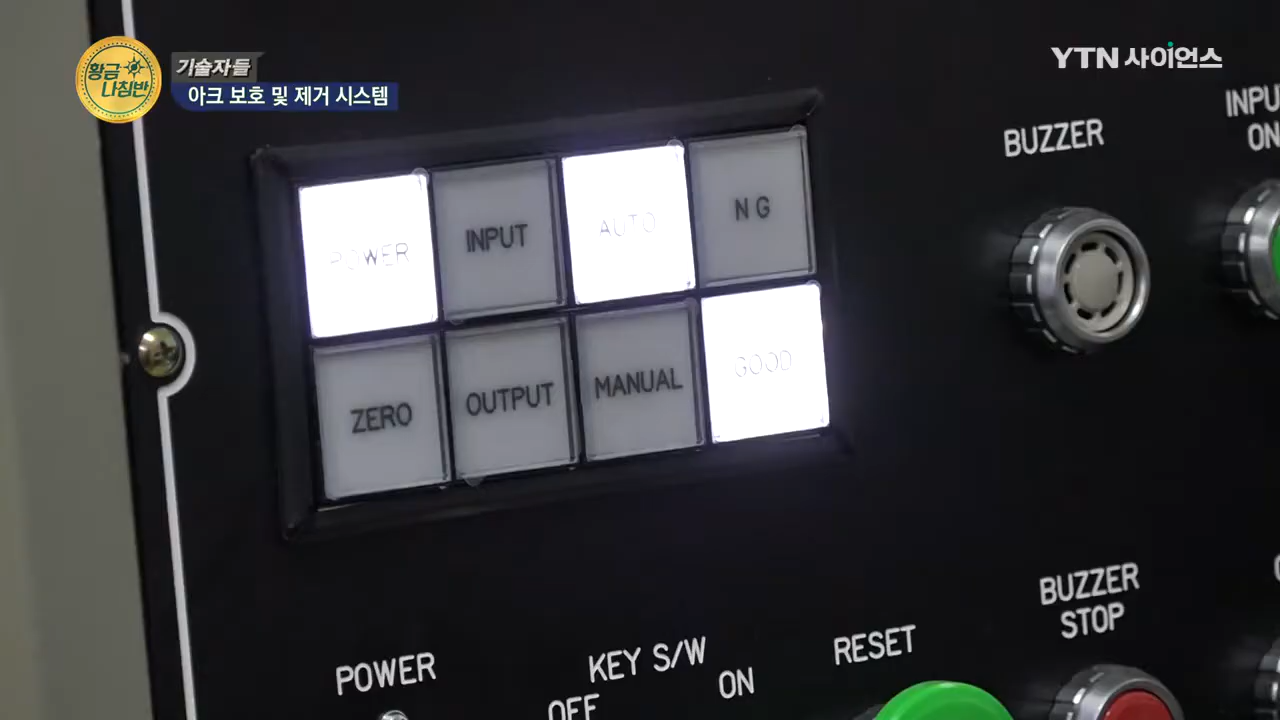 황금
나침반
기술자들
아크 보호 및 제거 시스템
YTN 사이언스
POWER
INPUT
AUTO
NG
ZERO
OUTPUT
MANUAL
GOOD
BUZZER
ON
BUZZER
STOP
POWER
KEY S/W
OFF
ON
RESET